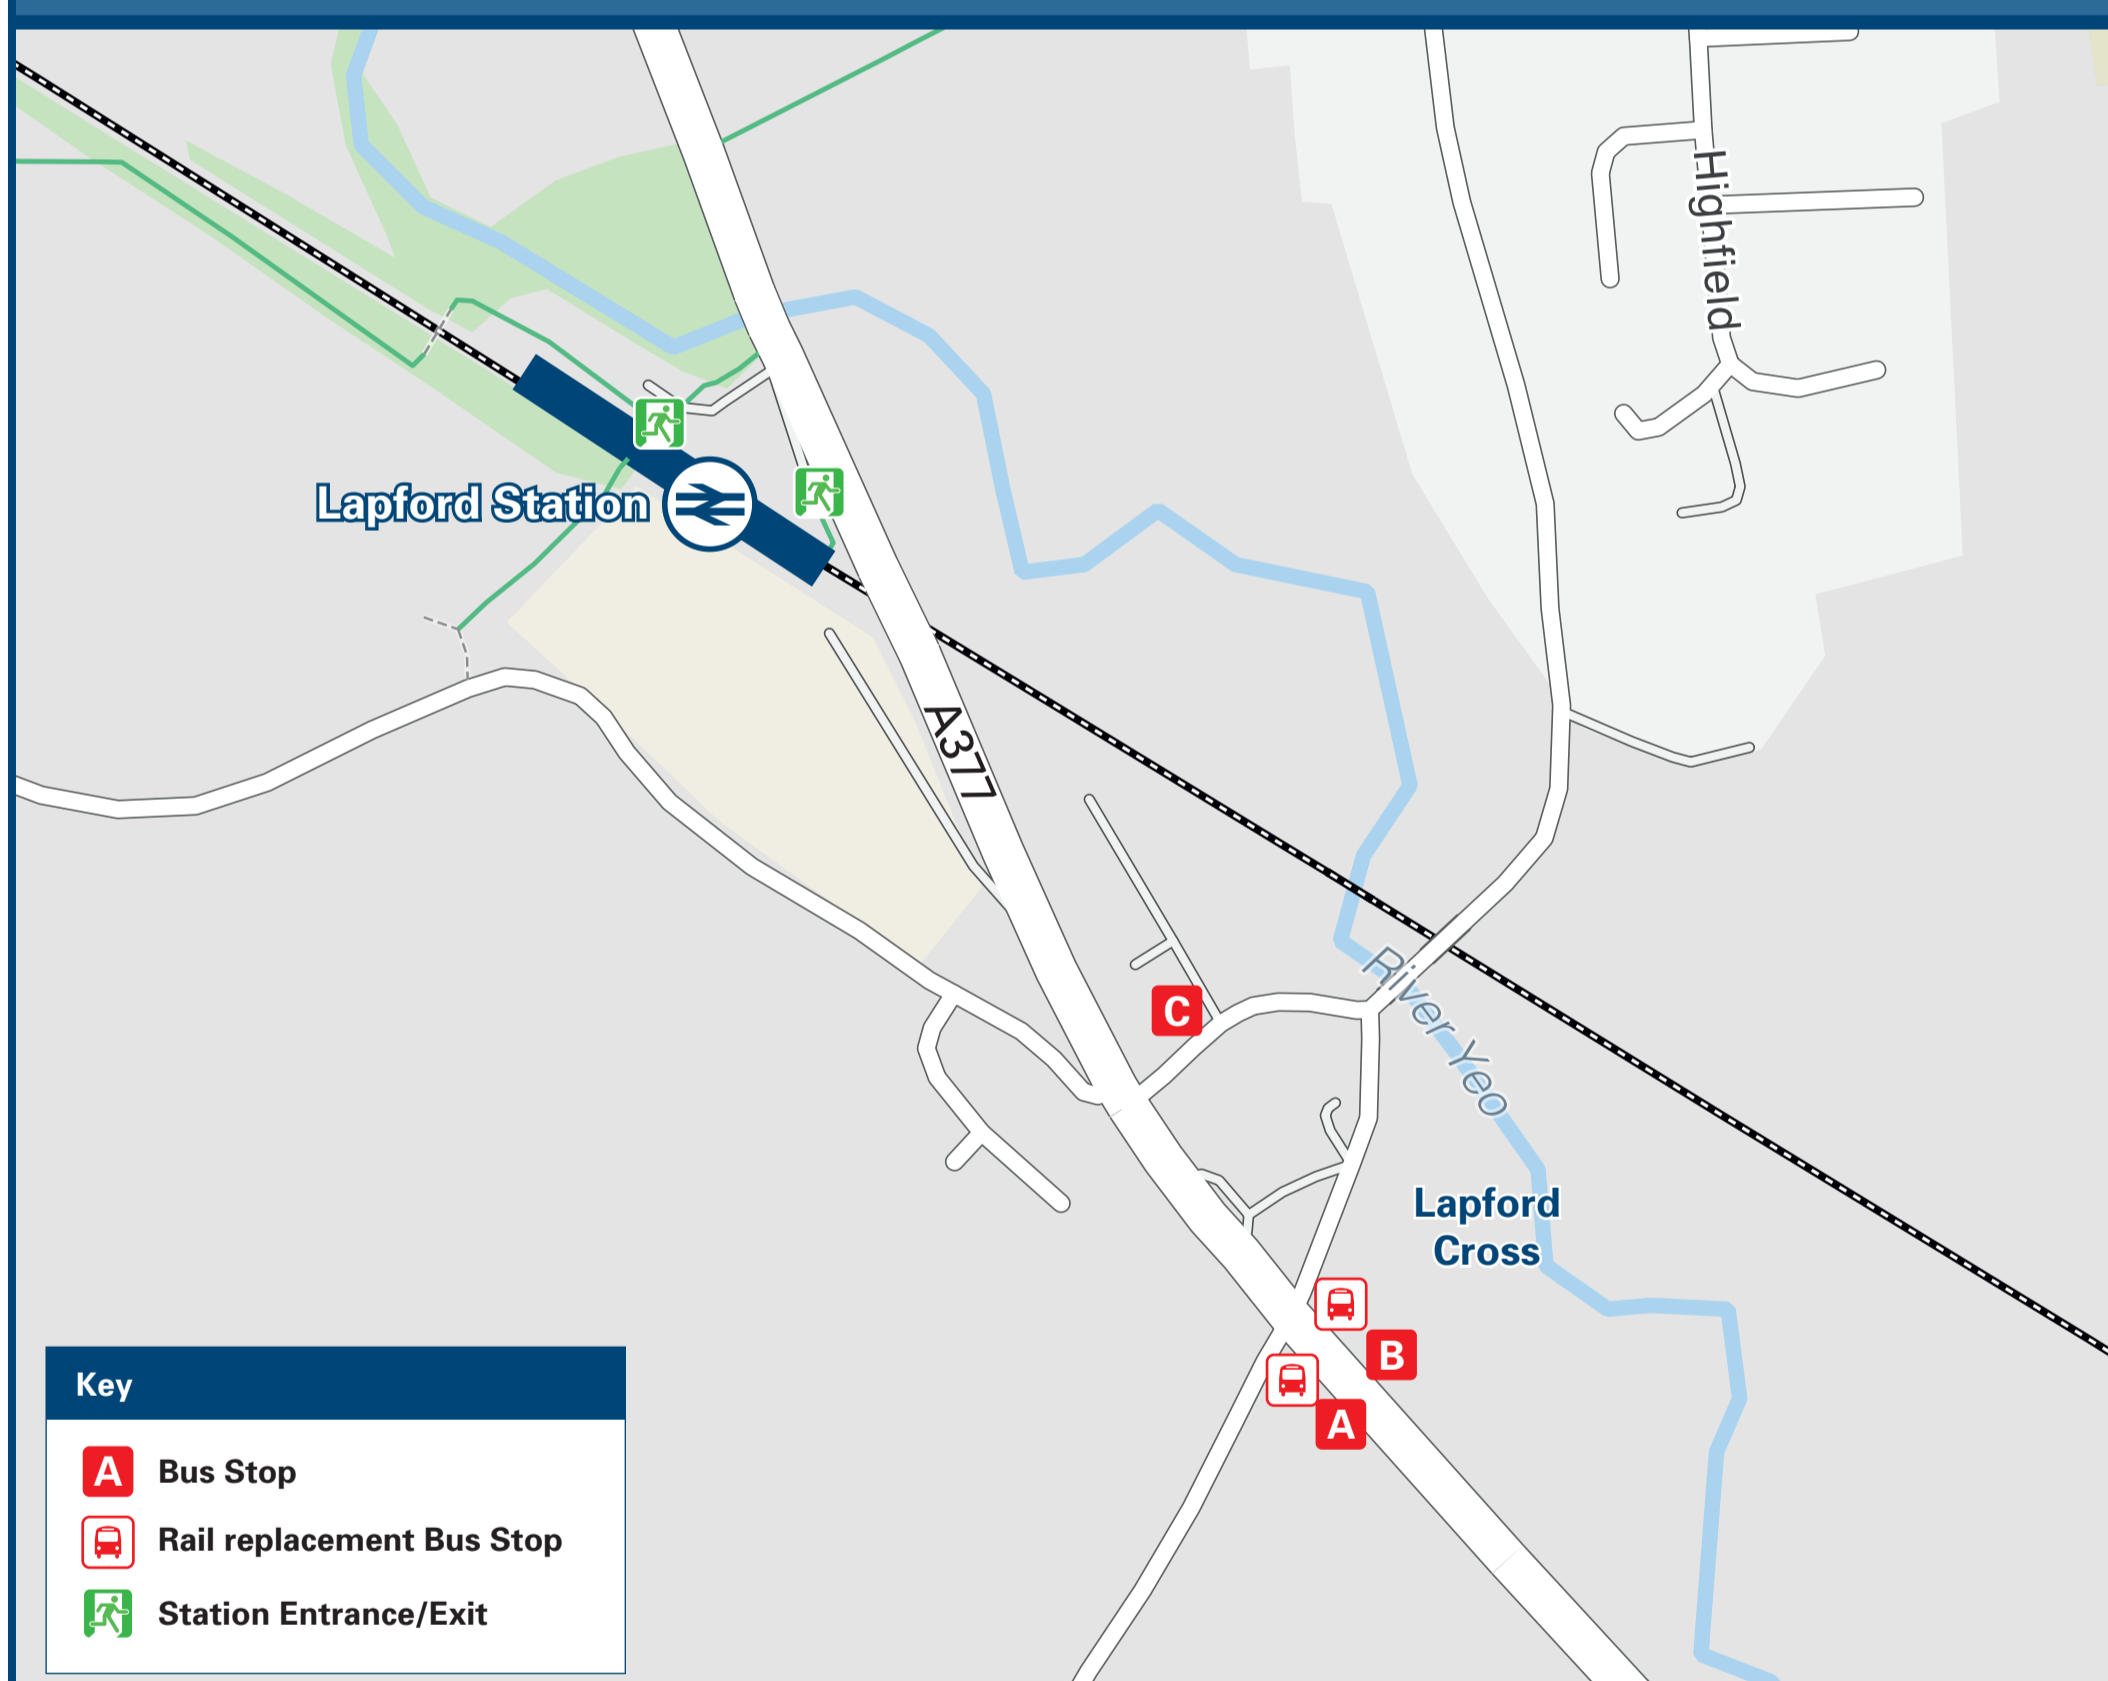 Highfield
Lapford Station
A377
C
River Yeo
Lapford
Cross
B
A
Key
A Bus Stop
Rail replacement Bus Stop
Station Entrance/Exit